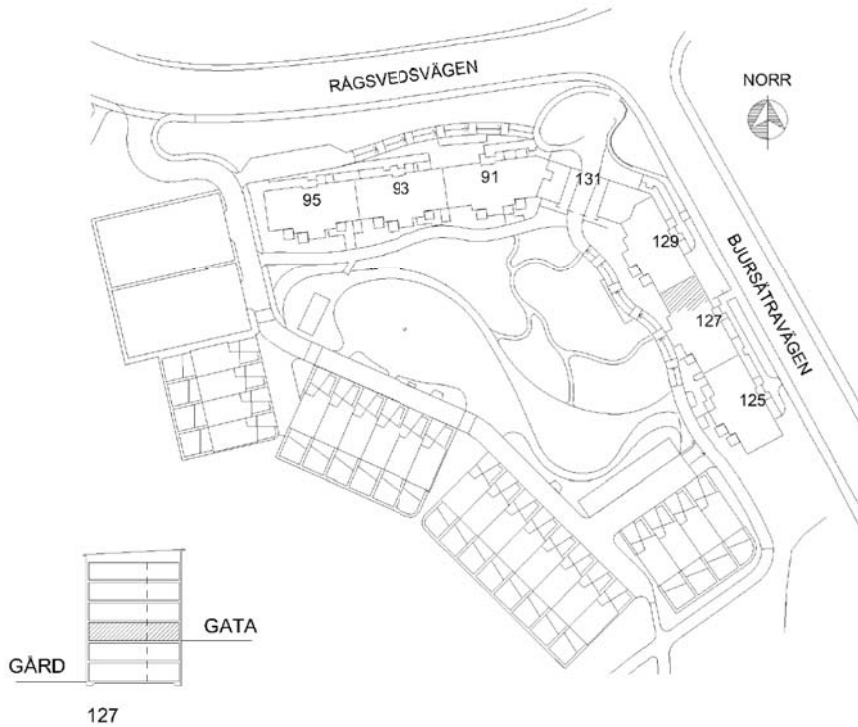 RÅGSVEDSVÄGEN
NORR
91
131
93
95
129
BJURSÄTRAVÄGEN
127
125
GATA
GÅRD
127